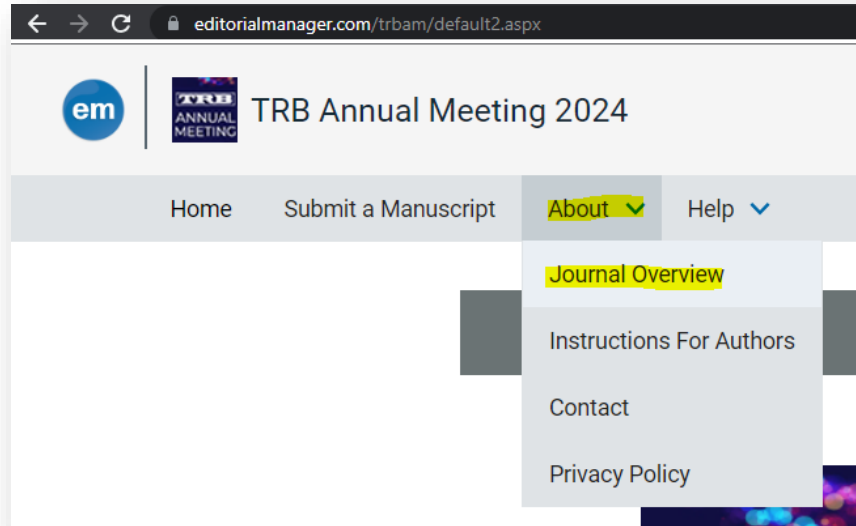 editorialmanager.com/trbam/default2.aspx
em
TRB
ANNUAL
MEETING
TRB Annual Meeting 2024
Home Submit a Manuscript About Help
Journal Overview
Instructions For Authors
Contact
Privacy Policy